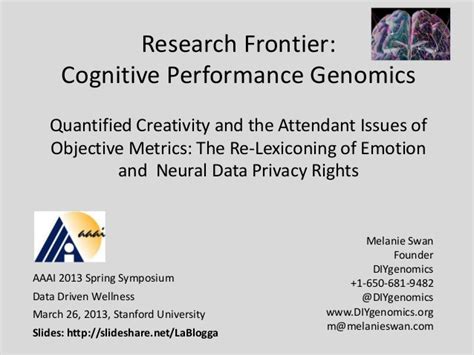 Research Frontier:
Cognitive Performance Genomics
Quantified Creativity and the Attendant Issues of
Objective Metrics: The Re-Lexiconing of Emotion
and Neural Data Privacy Rights
aaai
AAAI 2013 Spring Symposium
Data Driven Wellness
March 26, 2013, Stanford University
Slides: http://slideshare.net/LaBlogga
Melanie Swan
Founder
DIYgenomics
+1-650-681-9482
@DIYgenomics
www.DIYgenomics.org
m@melanieswan.com